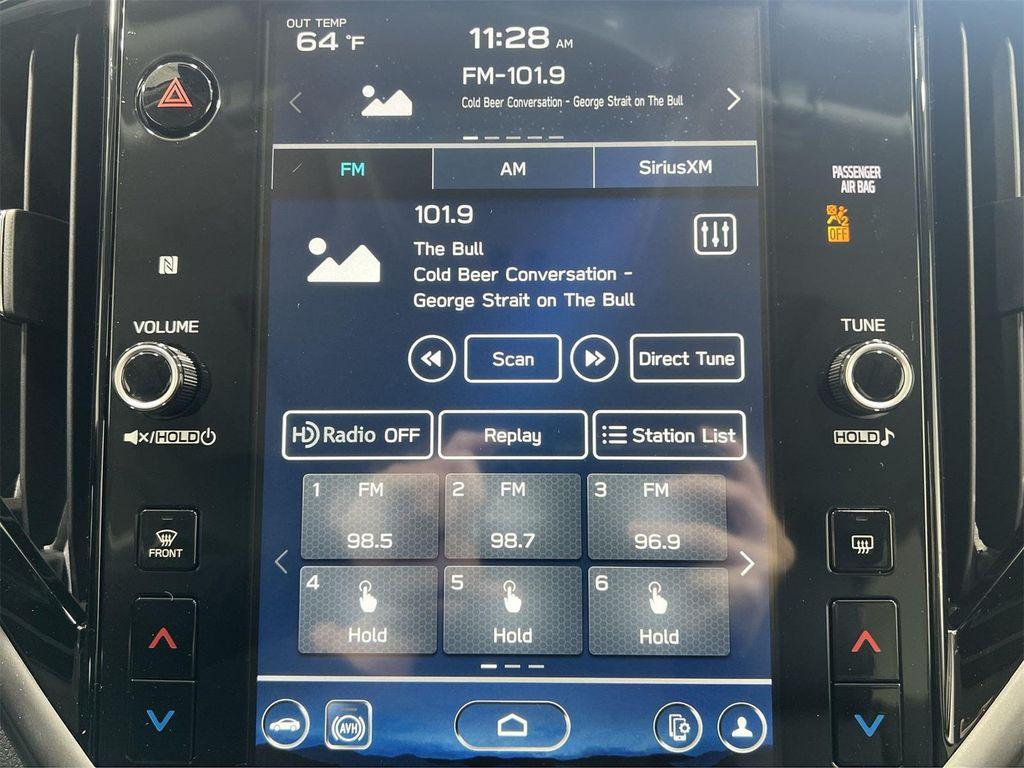 OUT TEMP
64 °F
11:28 AM
FM-101.9
Cold Beer Conversation - George Strait on The Bull
FM
AM
SiriusXM
PASSENGER
AIR BAG
OFF
101.9
The Bull
Cold Beer Conversation -
George Strait on The Bull
N
VOLUME
TUNE
Scan
Direct Tune
/HOLD
HOLD
HD Radio OFF
Replay
Station List
1 FM
98.5
2 FM
98.7
3 FM
96.9
FRONT
4
Hold
5
Hold
6
Hold
AVH